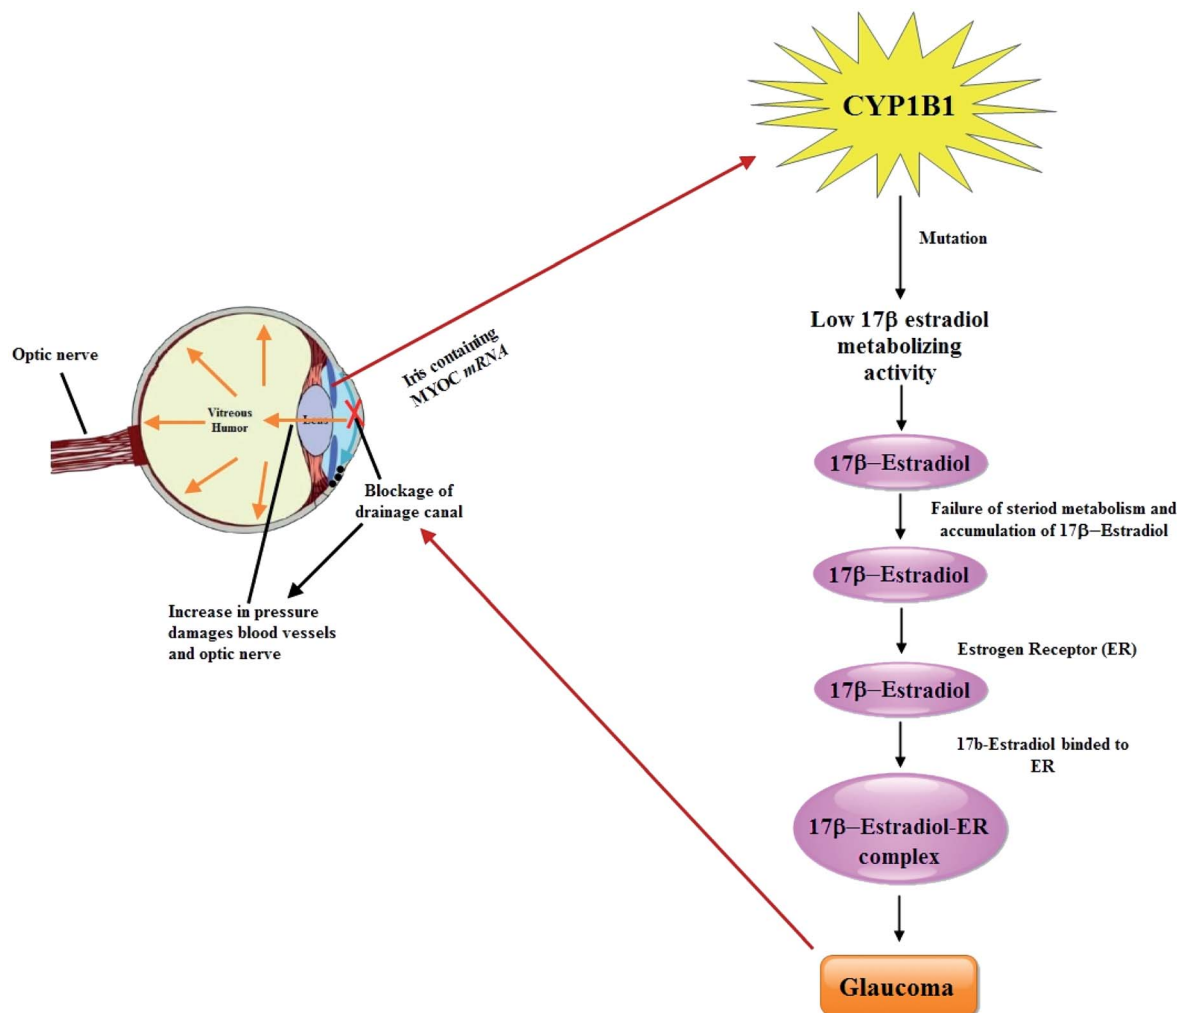 CYP1B1
Mutation
Low 17β estradiol
metabolizing
activity
17β–Estradiol
Failure of steriod metabolism and
accumulation of 17β–Estradiol
17β–Estradiol
Estrogen Receptor (ER)
17β–Estradiol
17b-Estradiol binded to
ER
17β–Estradiol-ER
complex
Glaucoma
Iris containing
MYOC mRNA
Optic nerve
Vitreous
Humor
Lens
Blockage of
drainage canal
Increase in pressure
damages blood vessels
and optic nerve